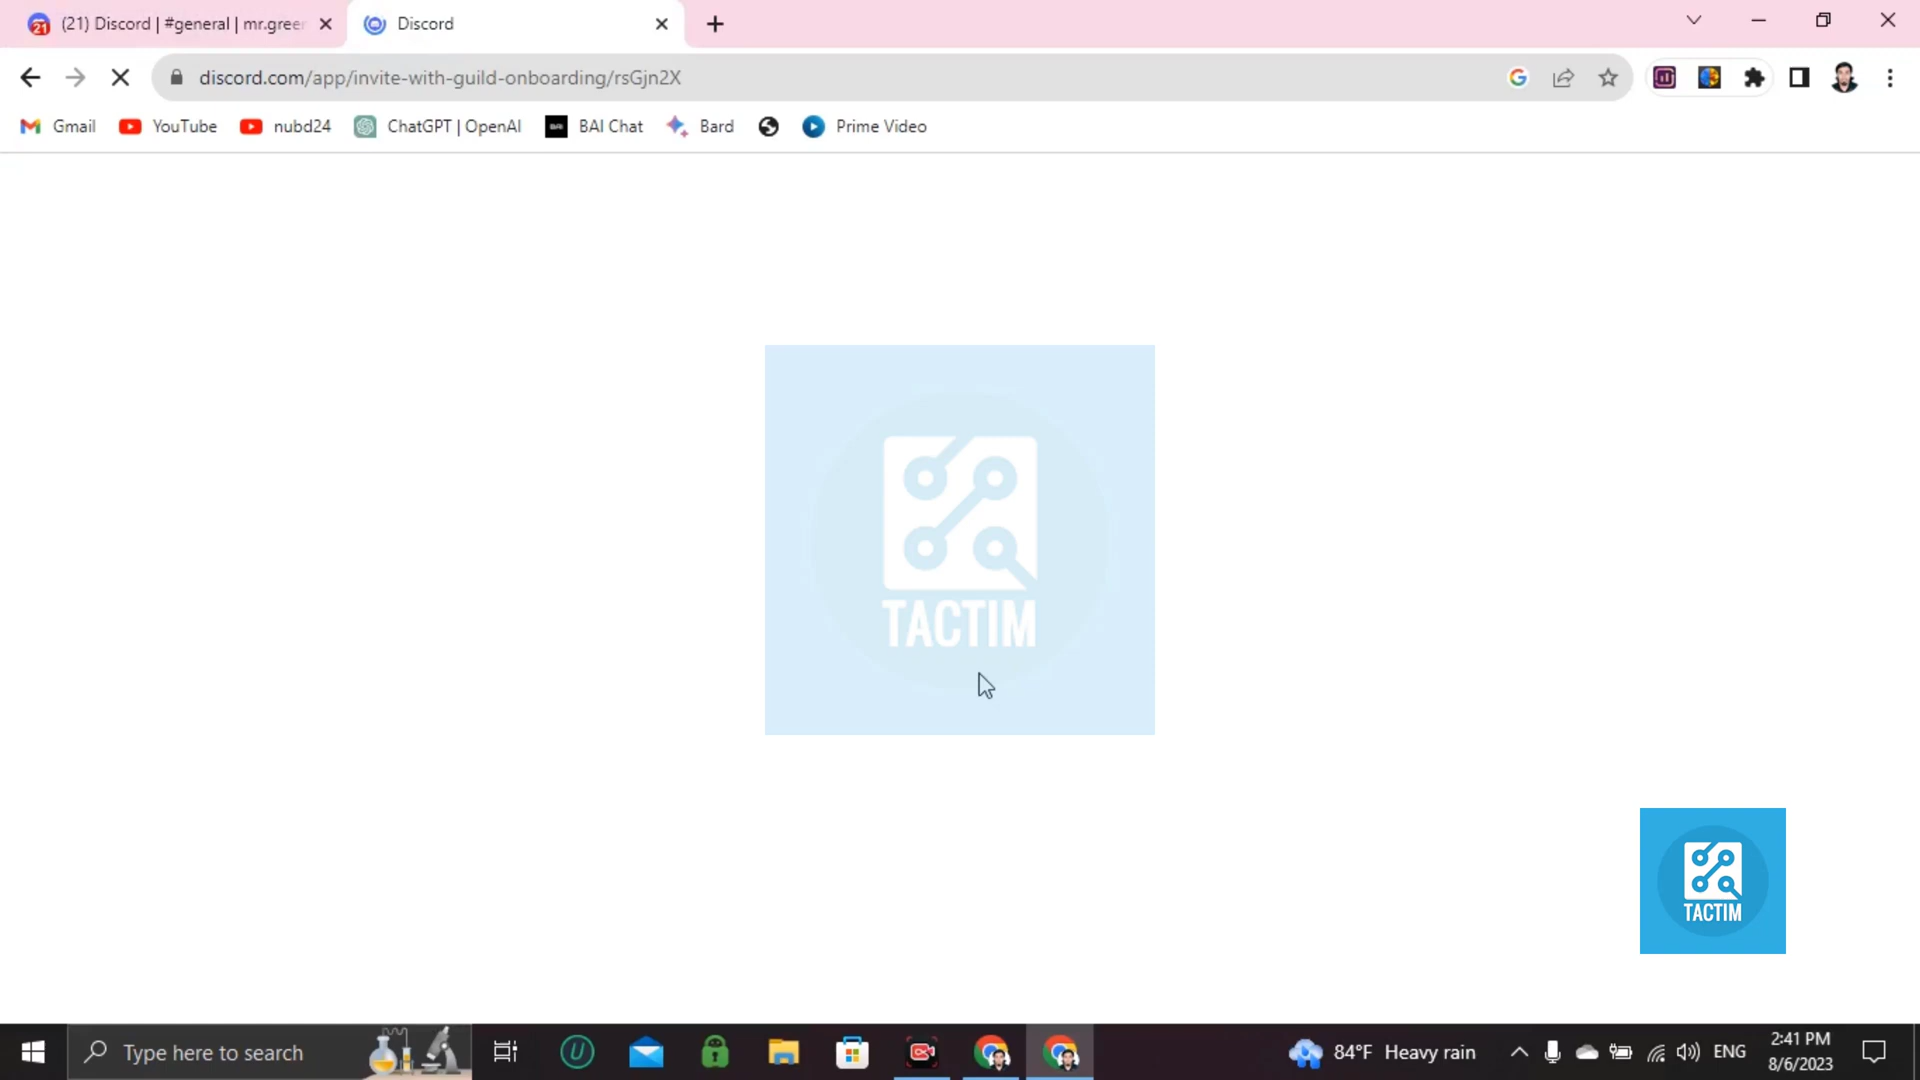 (21) Discord | #general | mr.green
Discord
discord.com/app/invite-with-guild-onboarding/rsGjn2X
Gmail
YouTube
nubd24
ChatGPT | OpenAI
BAI Chat
Bard
Prime Video
TACTIM
TACTIM
Type here to search
84°F Heavy rain
ENG
2:41 PM
8/6/2023